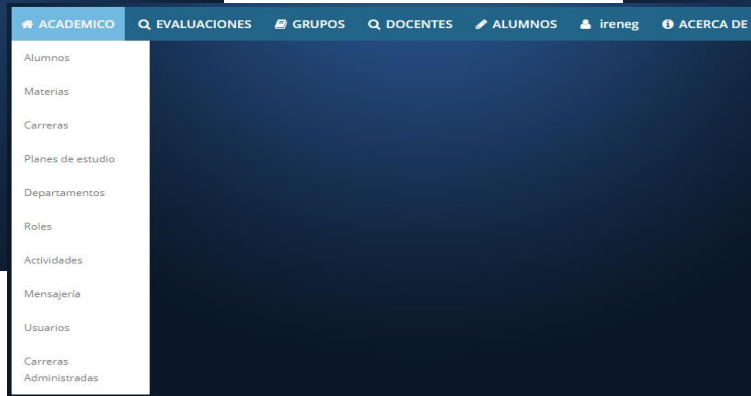 ACADEMICO EVALUACIONES GRUPOS DOCENTES ALUMNOS ireneg ACERCA DE
Alumnos
Materias
Carreras
Planes de estudio
Departamentos
Roles
Actividades
Mensajería
Usuarios
Carreras
Administradas